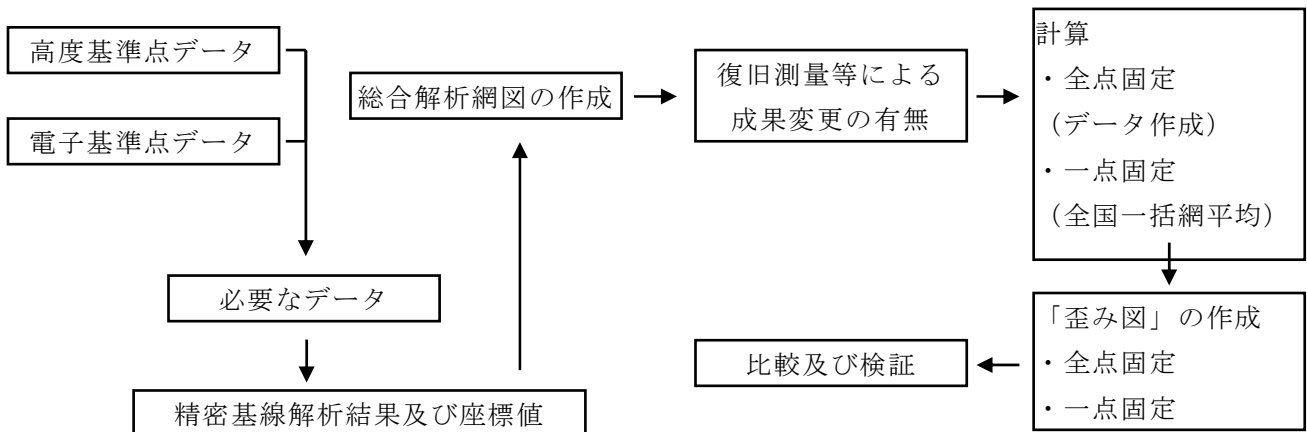 高度基準点データ
電子基準点データ
必要なデータ
精密基線解析結果及び座標値
総合解析網図の作成
復旧測量等による
成果変更の有無
計算
・全点固定
（データ作成）
・一点固定
（全国一括網平均）
「歪み図」の作成
・全点固定
・一点固定
比較及び検証